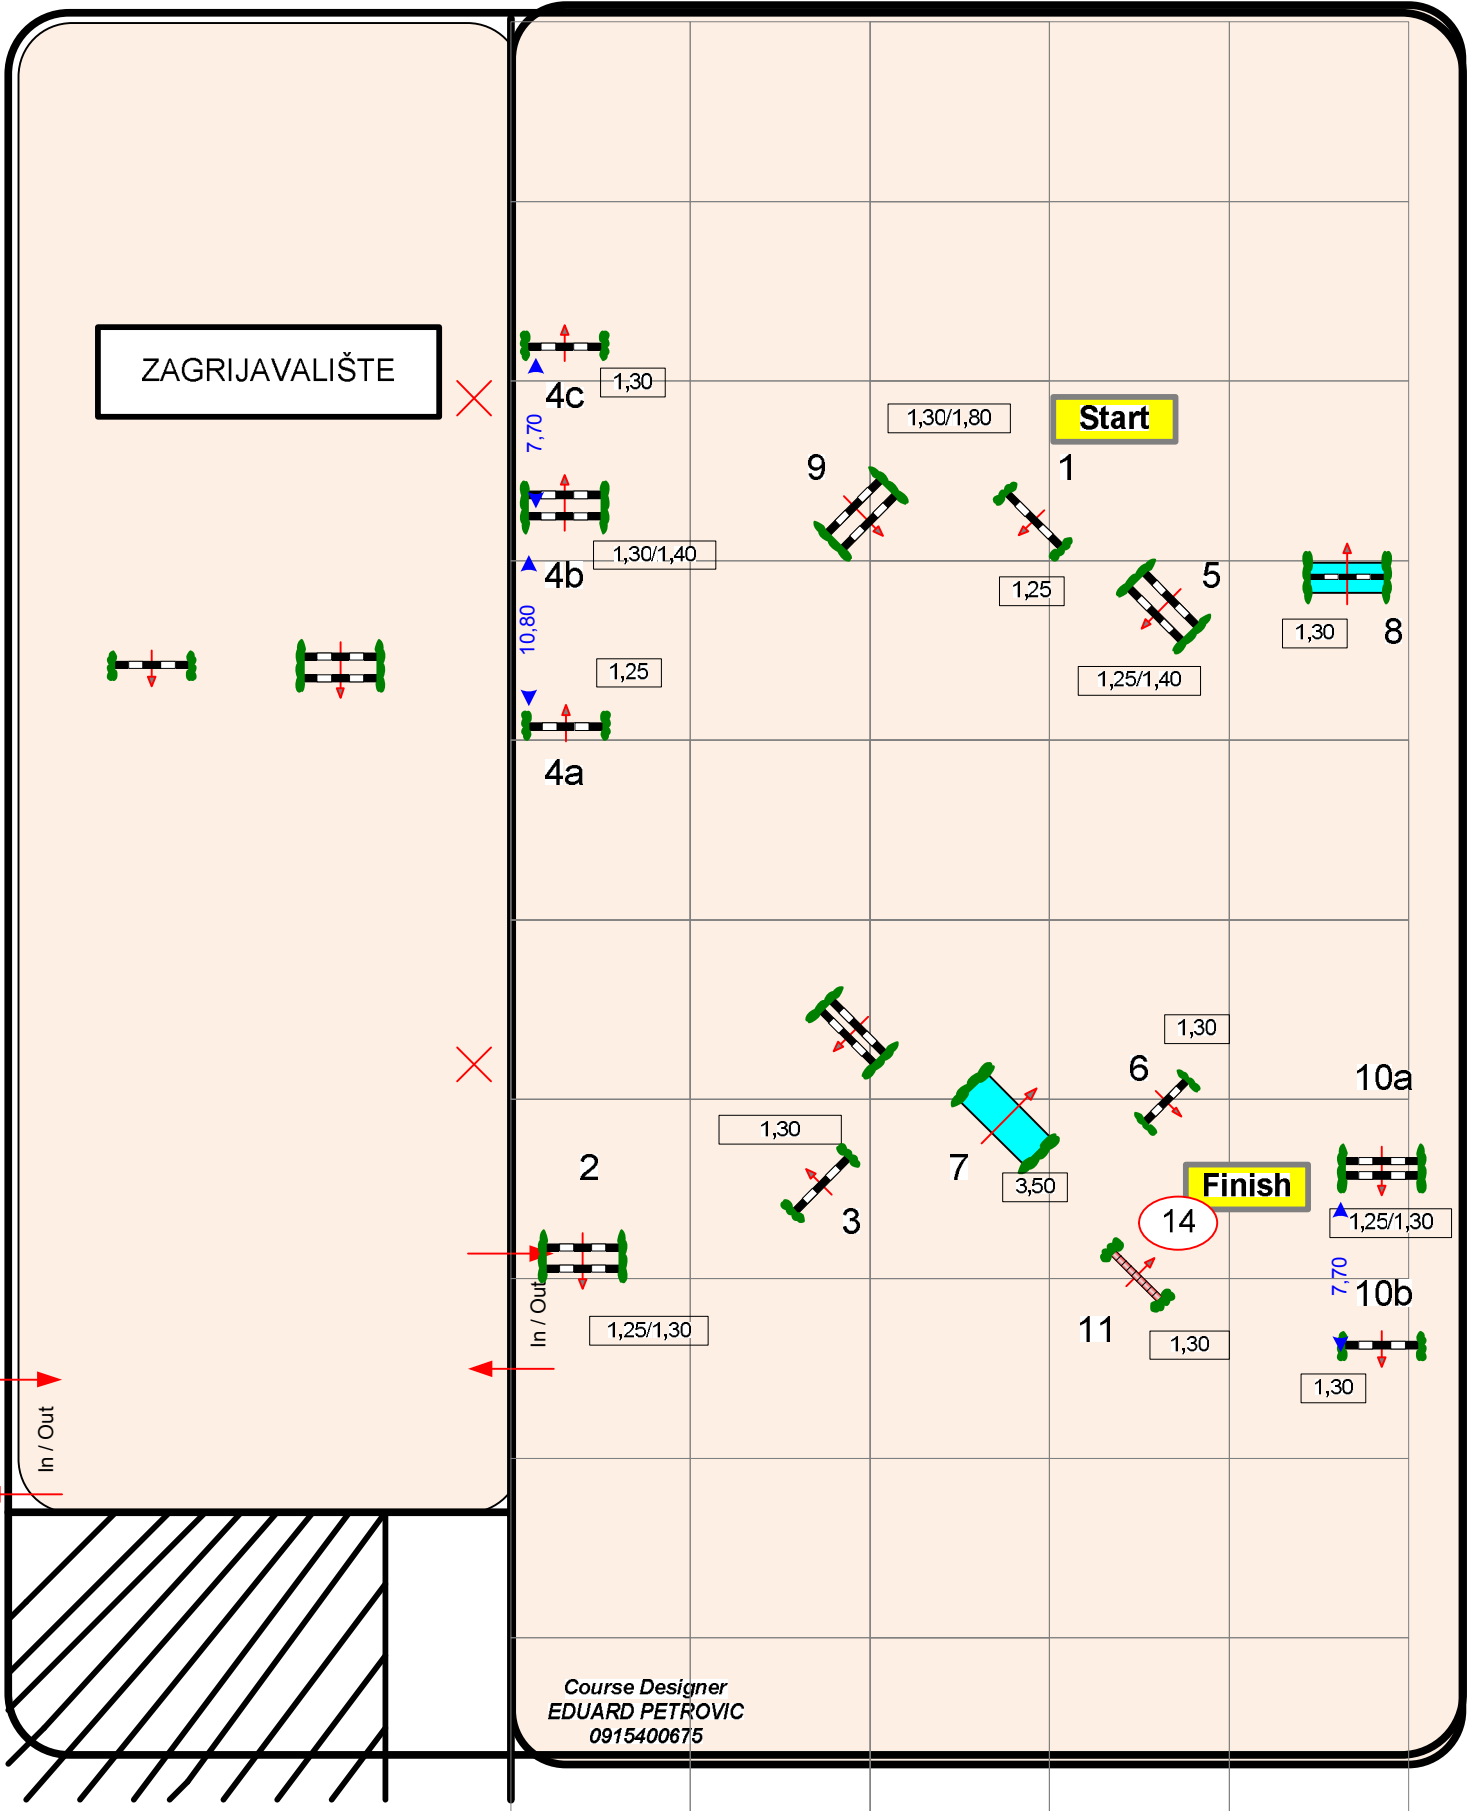 ZAGRIJAVALIŠTE
4c
1,30
7,70
1,30/1,80
Start
9
1
1,30/1,40
4b
10,80
1,25
5
1,30
8
1,25
1,25/1,40
4a
1,30
6
10a
1,30
2
7
3,50
Finish
3
14
1,25/1,30
7,70
10b
In / Out
1,25/1,30
11
1,30
1,30
In / Out
Course Designer
EDUARD PETROVIC
0915400675